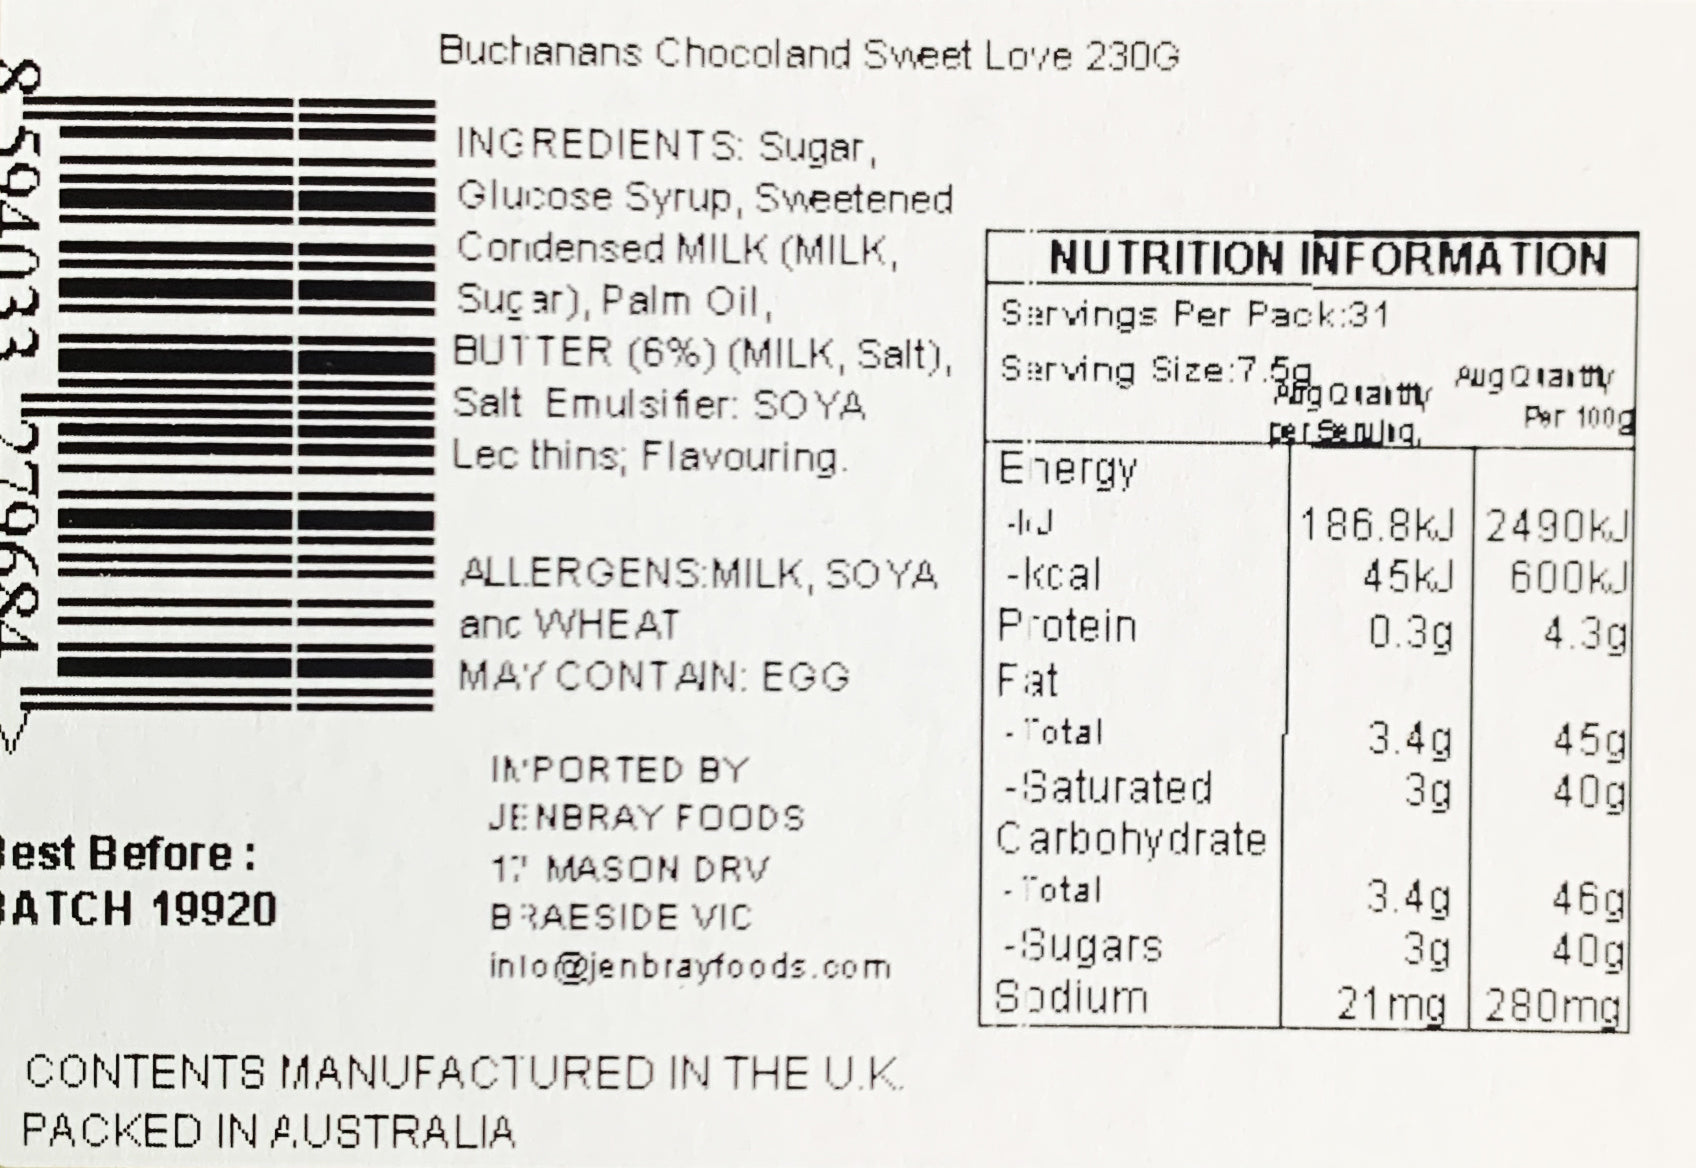 Buchanans Chocoland Sweet Love 230G
8 594033 279684
INGREDIENTS: Sugar,
Glucose Syrup, Sweetened
Condensed MILK (MILK,
Sugar), Palm Oil,
BUTTER (6%) (MILK, Salt),
Salt Emulsifier: SOYA
Lecithins; Flavouring.
ALLERGENS:MILK, SOYA
and WHEAT
MAY CONTAIN: EGG
IMPORTED BY
JENBRAY FOODS
17 MASON DRV
BRAESIDE VIC
info@jenbrayfoods.com
Best Before :
BATCH 19920
CONTENTS MANUFACTURED IN THE U.K.
PACKED IN AUSTRALIA
NUTRITION INFORMATION
Servings Per Pack:31
Serving Size:7.5g
Avg Quantity per Serving Avg Quantity Per 100g
Energy
-kJ 186.8kJ 2490kJ
-kcal 45kJ 600kJ
Protein 0.3g 4.3g
Fat
-Total 3.4g 45g
-Saturated 3g 40g
Carbohydrate
-Total 3.4g 46g
-Sugars 3g 40g
Sodium 21mg 280mg